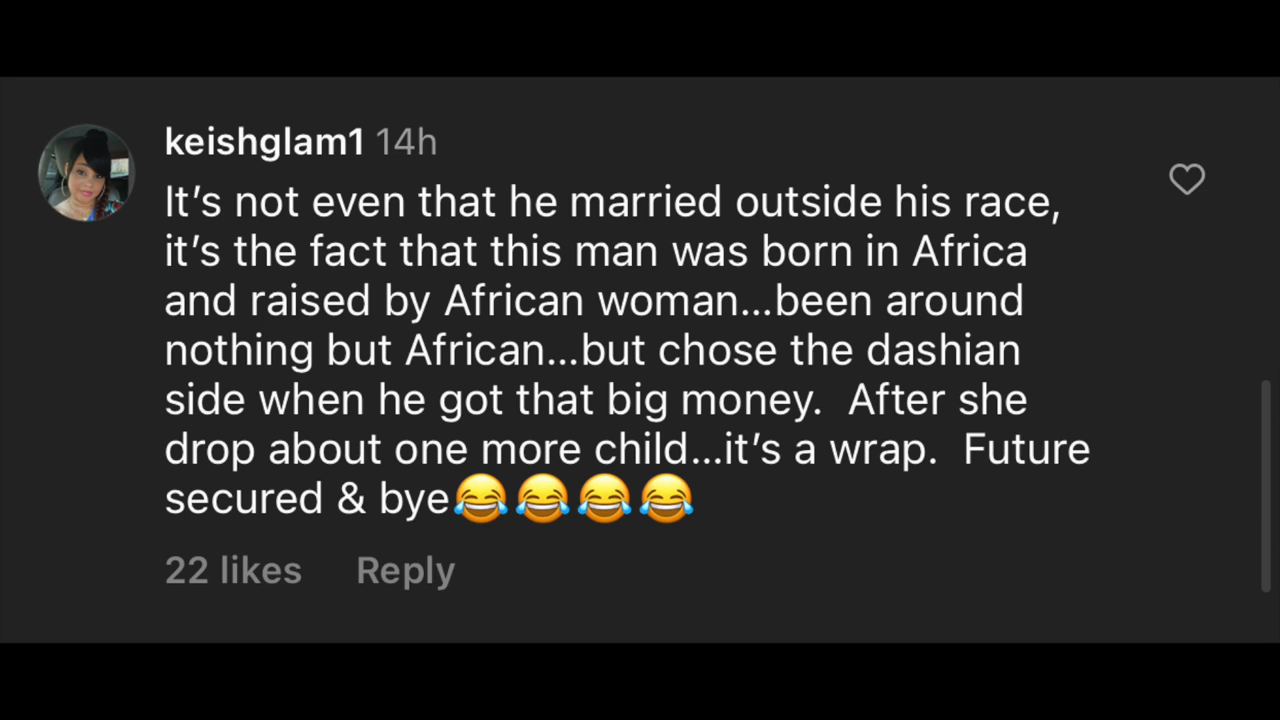 keishglam1 14h
It’s not even that he married outside his race,
it’s the fact that this man was born in Africa
and raised by African woman...been around
nothing but African...but chose the dashian
side when he got that big money.  After she
drop about one more child...it’s a wrap.  Future
secured & bye😂😂😂😂
22 likes Reply